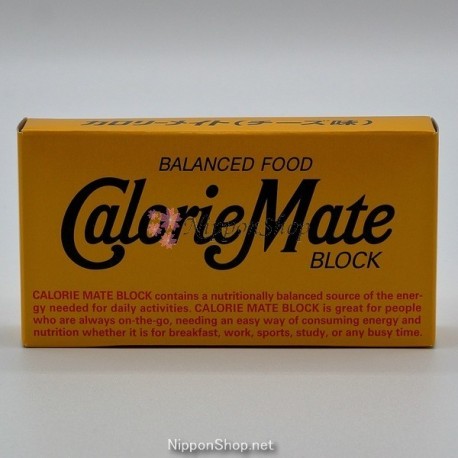 カロリーメイト(チーズ味)
BALANCED FOOD
CalorieMate
NipponShop
BLOCK
CALORIE MATE BLOCK contains a nutritionally balanced source of the ener-
gy needed for daily activities. CALORIE MATE BLOCK is great for people
who are always on-the-go, needing an easy way of consuming energy and
nutrition whether it is for breakfast, work, sports, study, or any busy time.
NipponShop.net